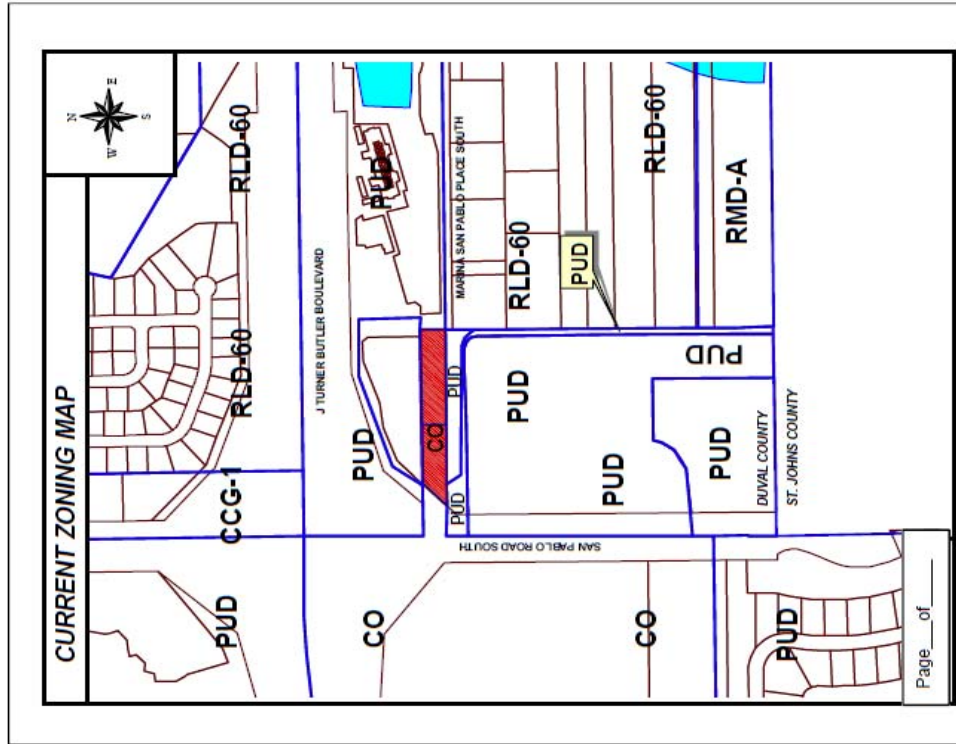 CURRENT ZONING MAP
N
E
W
S
RLD-60
RLD-60
CCG-1
PUD
J TURNER BUTLER BOULEVARD
PUD
PUD
CO
CO
MARINA SAN PABLO PLACE SOUTH
PUD
PUD
RLD-60
PUD
PUD
SAN PABLO ROAD SOUTH
PUD
RLD-60
CO
RMD-A
PUD
PUD
PUD
DUVAL COUNTY
ST. JOHNS COUNTY
Page___of____